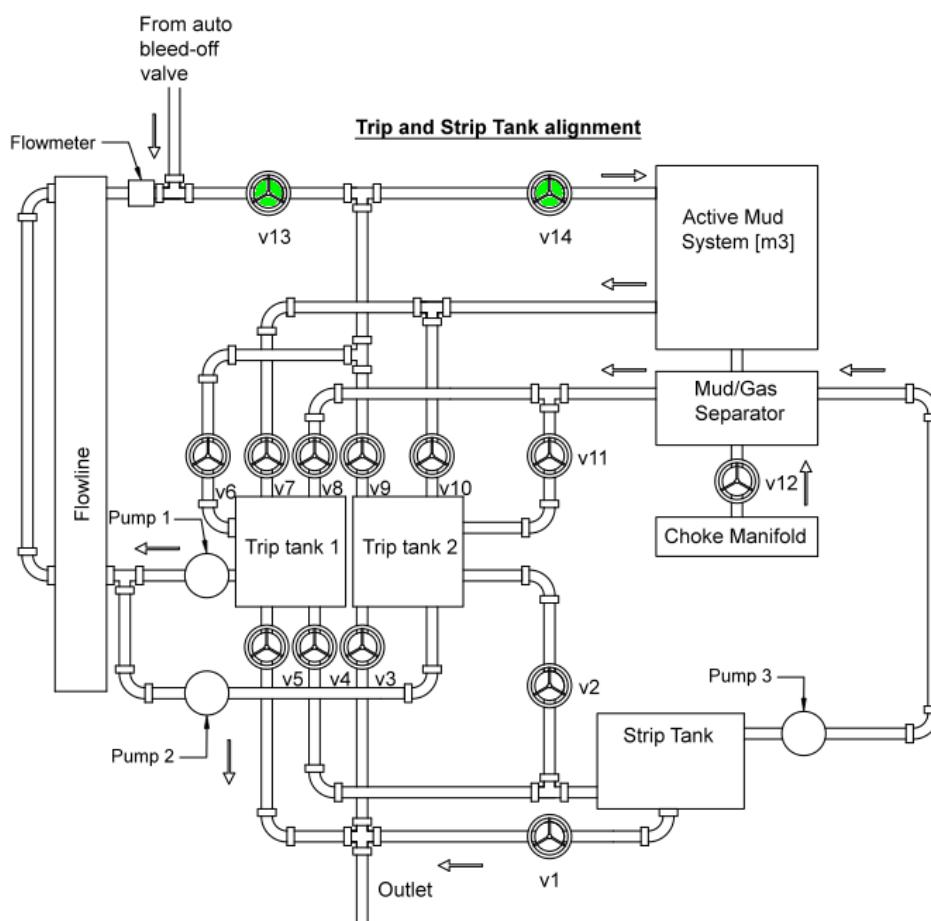 From auto
bleed-off
valve
Trip and Strip Tank alignment
Flowmeter
v13
v14
Active Mud
System [m3]
Mud/Gas
Separator
v11
v12
Choke Manifold
v6
v7
v8
v9
v10
Flowline
Pump 1
Trip tank 1
Trip tank 2
v5
v4
v3
v2
Pump 2
Pump 3
Strip Tank
v1
Outlet